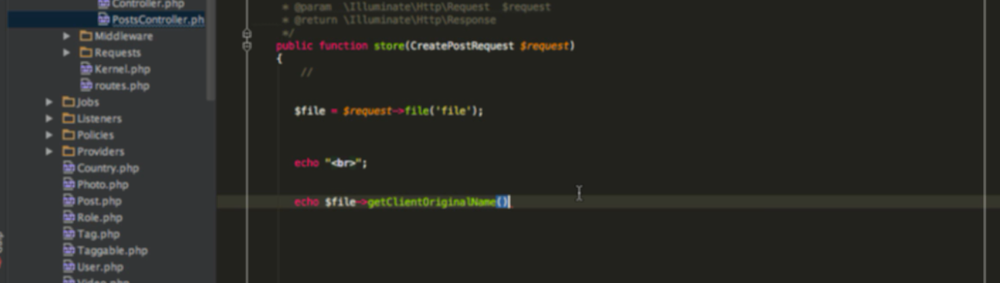 Controller.php
PostsController.ph
Middleware
Requests
Kernel.php
routes.php
Jobs
Listeners
Policies
Providers
Country.php
Photo.php
Post.php
Role.php
Tag.php
Taggable.php
User.php
Video.php
* @param \Illuminate\Http\Request $request
* @return \Illuminate\Http\Response
*/
public function store(CreatePostRequest $request)
{
//
$file = $request->file('file');
echo "<br>";
echo $file->getClientOriginalName()